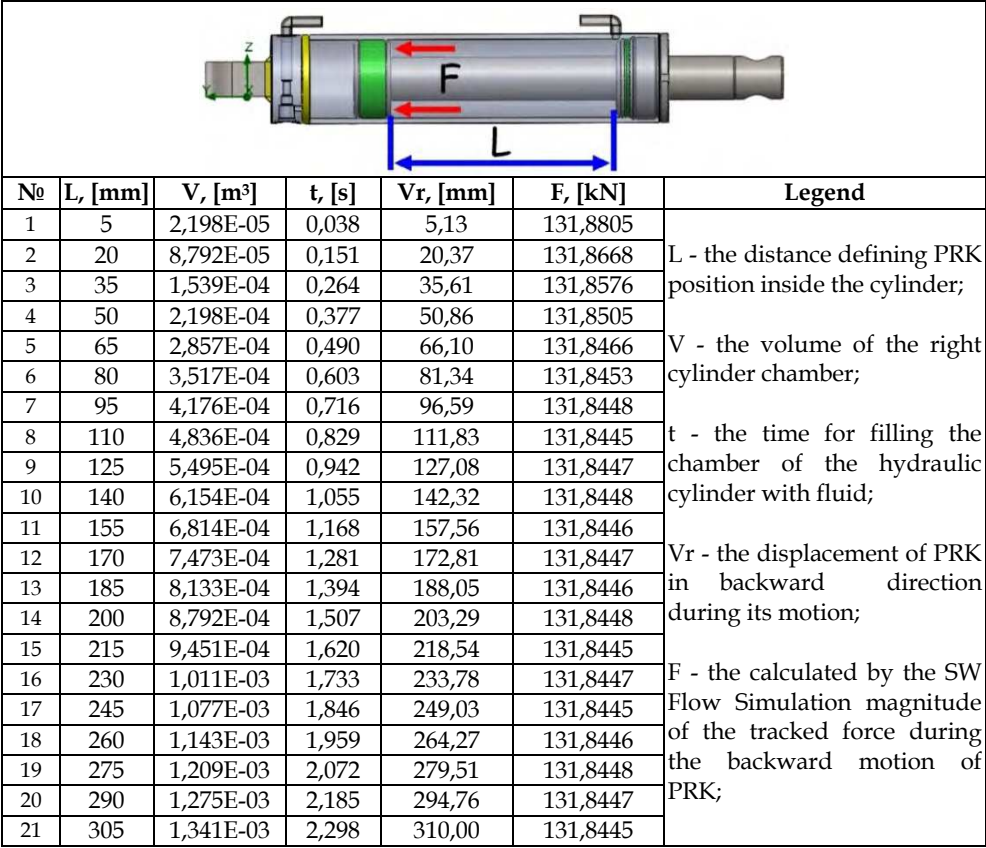 Z
Y
X
F
L
№ L, [mm] V, [m³] t, [s] Vr, [mm] F, [kN] Legend
1 5 2,198E-05 0,038 5,13 131,8805
2 20 8,792E-05 0,151 20,37 131,8668
3 35 1,539E-04 0,264 35,61 131,8576
4 50 2,198E-04 0,377 50,86 131,8505
5 65 2,857E-04 0,490 66,10 131,8466
6 80 3,517E-04 0,603 81,34 131,8453
7 95 4,176E-04 0,716 96,59 131,8448
8 110 4,836E-04 0,829 111,83 131,8445
9 125 5,495E-04 0,942 127,08 131,8447
10 140 6,154E-04 1,055 142,32 131,8448
11 155 6,814E-04 1,168 157,56 131,8446
12 170 7,473E-04 1,281 172,81 131,8447
13 185 8,133E-04 1,394 188,05 131,8446
14 200 8,792E-04 1,507 203,29 131,8448
15 215 9,451E-04 1,620 218,54 131,8445
16 230 1,011E-03 1,733 233,78 131,8447
17 245 1,077E-03 1,846 249,03 131,8445
18 260 1,143E-03 1,959 264,27 131,8446
19 275 1,209E-03 2,072 279,51 131,8448
20 290 1,275E-03 2,185 294,76 131,8447
21 305 1,341E-03 2,298 310,00 131,8445
L - the distance defining PRK
position inside the cylinder;
V - the volume of the right
cylinder chamber;
t - the time for filling the
chamber of the hydraulic
cylinder with fluid;
Vr - the displacement of PRK
in backward direction
during its motion;
F - the calculated by the SW
Flow Simulation magnitude
of the tracked force during
the backward motion of
PRK;